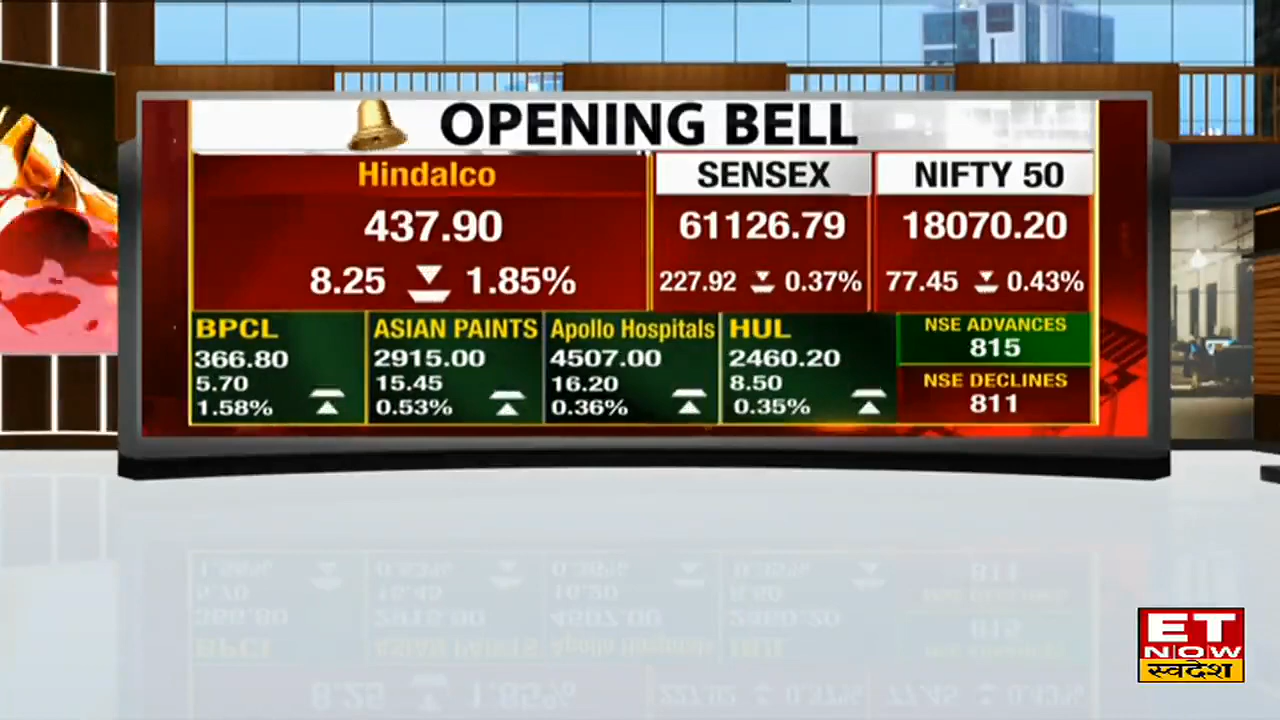 OPENING BELL
Hindalco
437.90
8.25 1.85%
SENSEX
61126.79
227.92 0.37%
NIFTY 50
18070.20
77.45 0.43%
BPCL
366.80
5.70
1.58%
ASIAN PAINTS
2915.00
15.45
0.53%
Apollo Hospitals
4507.00
16.20
0.36%
HUL
2460.20
8.50
0.35%
NSE ADVANCES
815
NSE DECLINES
811
ET
NOW
स्वदेश